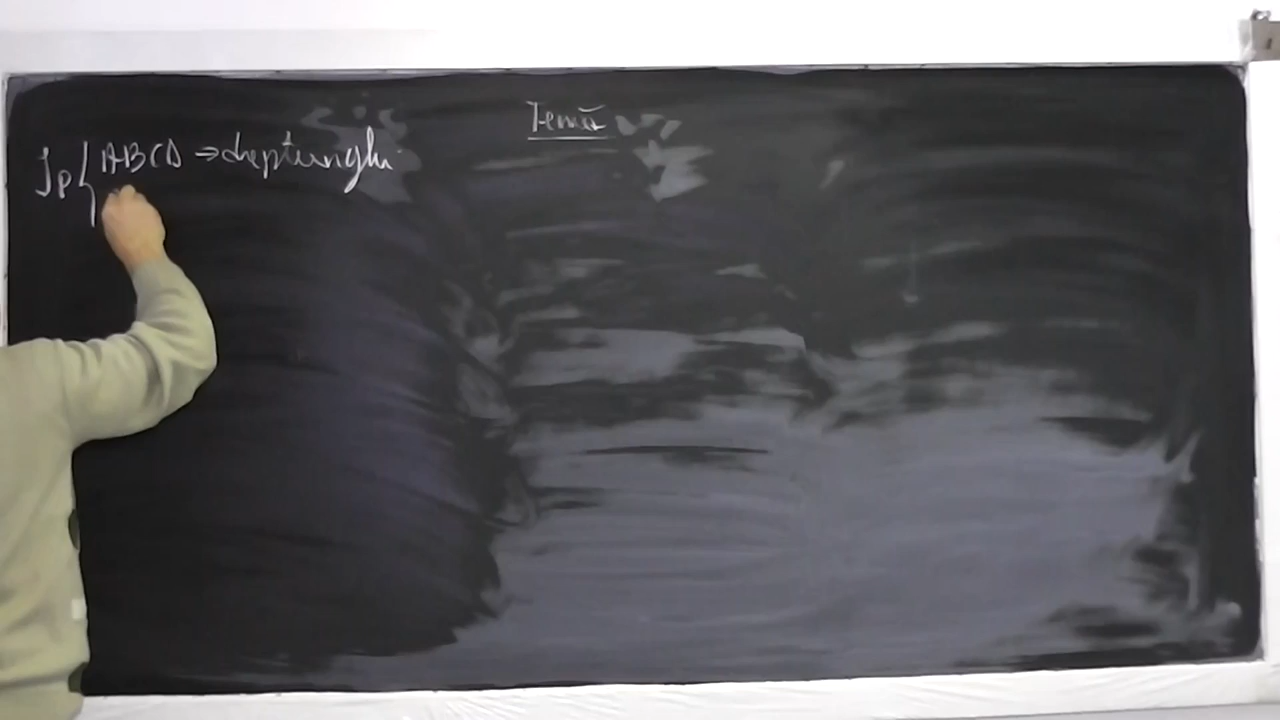 Temă
Ip { ABCD → dreptunghi